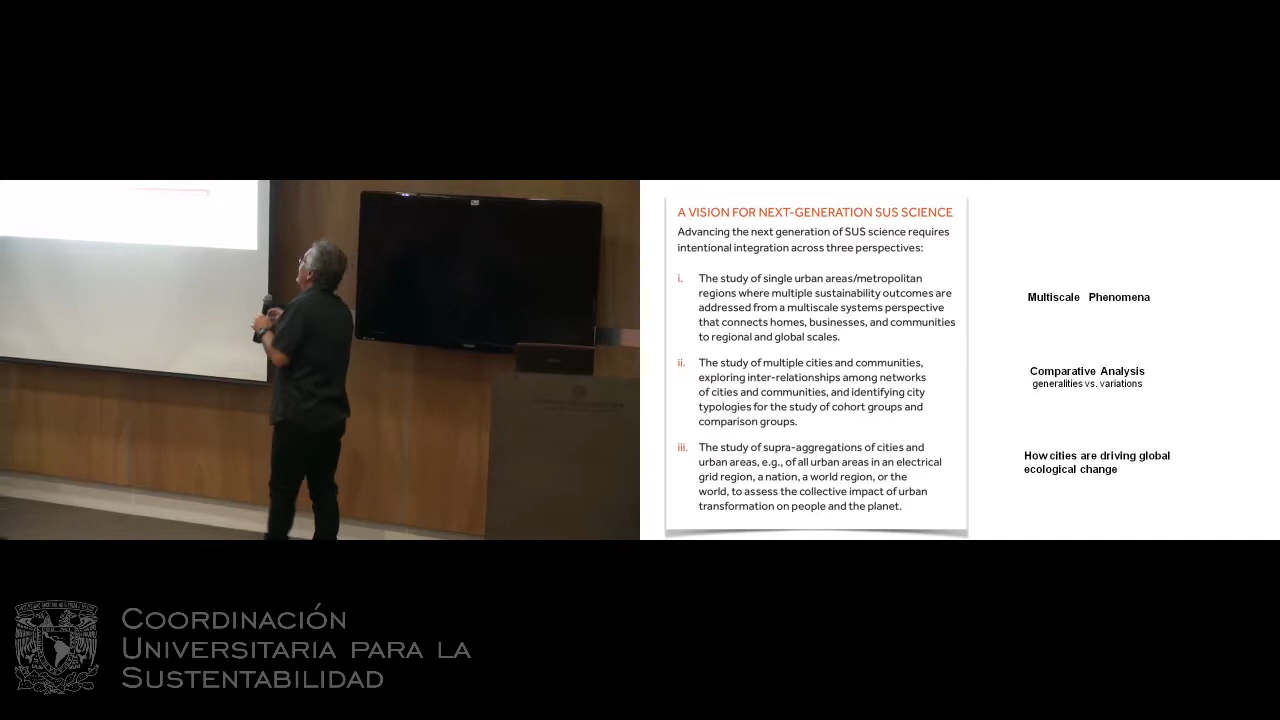 A VISION FOR NEXT-GENERATION SUS SCIENCE
Advancing the next generation of SUS science requires
intentional integration across three perspectives:
i. The study of single urban areas/metropolitan
regions where multiple sustainability outcomes are
addressed from a multiscale systems perspective
that connects homes, businesses, and communities
to regional and global scales.
ii. The study of multiple cities and communities,
exploring inter-relationships among networks
of cities and communities, and identifying city
typologies for the study of cohort groups and
comparison groups.
iii. The study of supra-aggregations of cities and
urban areas, e.g., of all urban areas in an electrical
grid region, a nation, a world region, or the
world, to assess the collective impact of urban
transformation on people and the planet.
Multiscale Phenomena
Comparative Analysis
generalities vs. variations
How cities are driving global
ecological change
COORDINACIÓN
UNIVERSITARIA PARA LA
SUSTENTABILIDAD